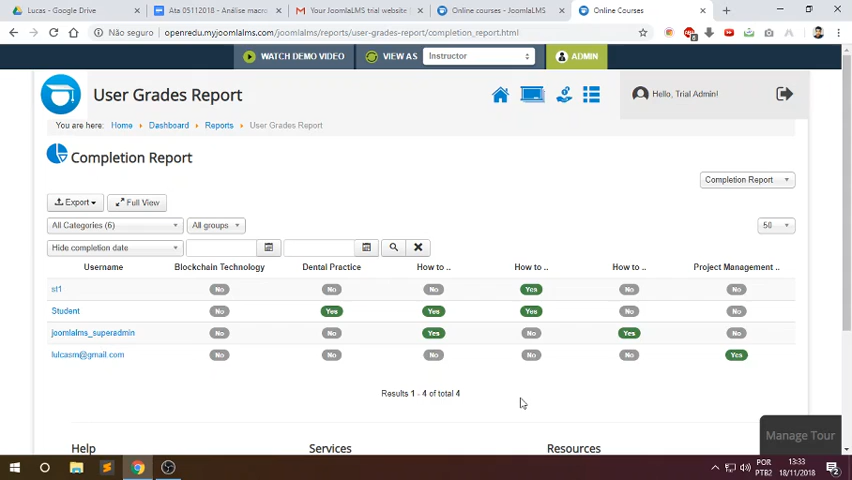 Lucas - Google Drive
Ata 05112018 - Análise macro
Your JoomlaLMS trial website
Online courses - JoomlaLMS
Online Courses
Não seguro
openredu.myjoomlalms.com/joomlalms/reports/user-grades-report/completion_report.html
WATCH DEMO VIDEO
VIEW AS
Instructor
ADMIN
User Grades Report
Hello, Trial Admin!
You are here: Home Dashboard Reports User Grades Report
Completion Report
Completion Report
Export
Full View
All Categories (6)
All groups
50
Hide completion date
Username Blockchain Technology Dental Practice How to .. How to .. How to .. Project Management ..
st1 No No No Yes No No
Student No Yes Yes Yes No No
joomlalms_superadmin No No Yes No Yes No
lulcasm@gmail.com No No No No No Yes
Results 1 - 4 of total 4
Manage Tour
Help Services Resources
POR
PTB2
13:33
18/11/2018
2